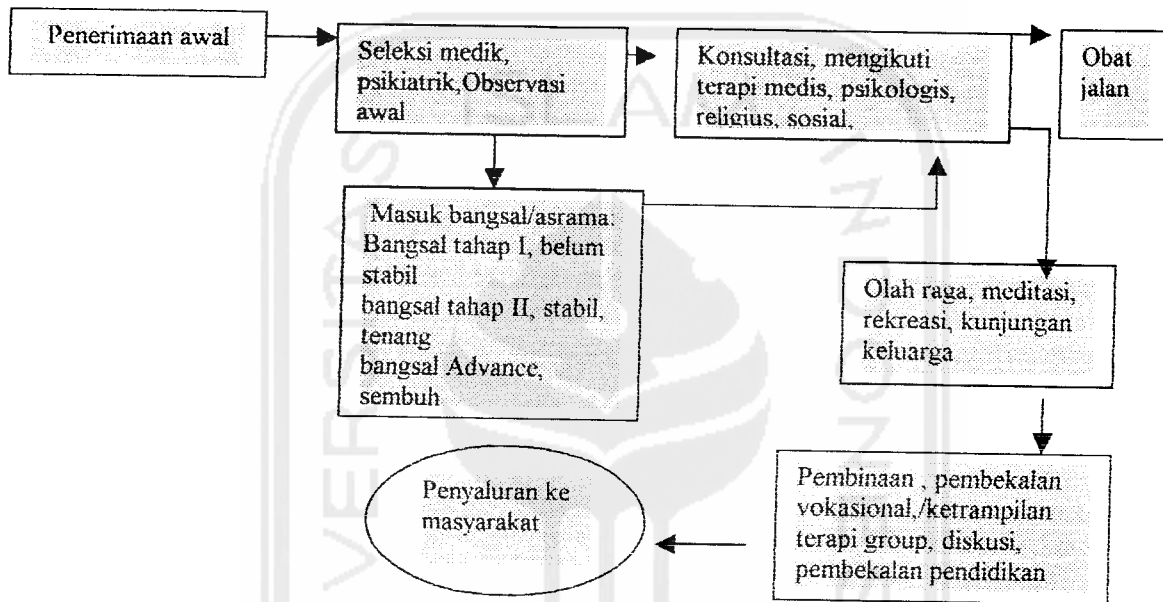 Penerimaan awal
Seleksi medik,
psikiatrik,Observasi
awal
Konsultasi, mengikuti
terapi medis, psikologis,
religius, sosial,
Obat
jalan
Masuk bangsal/asrama.
Bangsal tahap I, belum
stabil
bangsal tahap II, stabil,
tenang
bangsal Advance,
sembuh
Olah raga, meditasi,
rekreasi, kunjungan
keluarga
Pembinaan , pembekalan
vokasional,/ketrampilan
terapi group, diskusi,
pembekalan pendidikan
Penyaluran ke
masyarakat
ISLAM